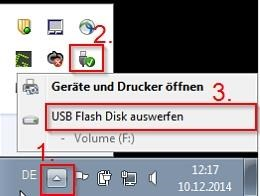 2.
Geräte und Drucker öffnen
3.
USB Flash Disk auswerfen
- Volume (F:)
1.
DE
12:17
10.12.2014